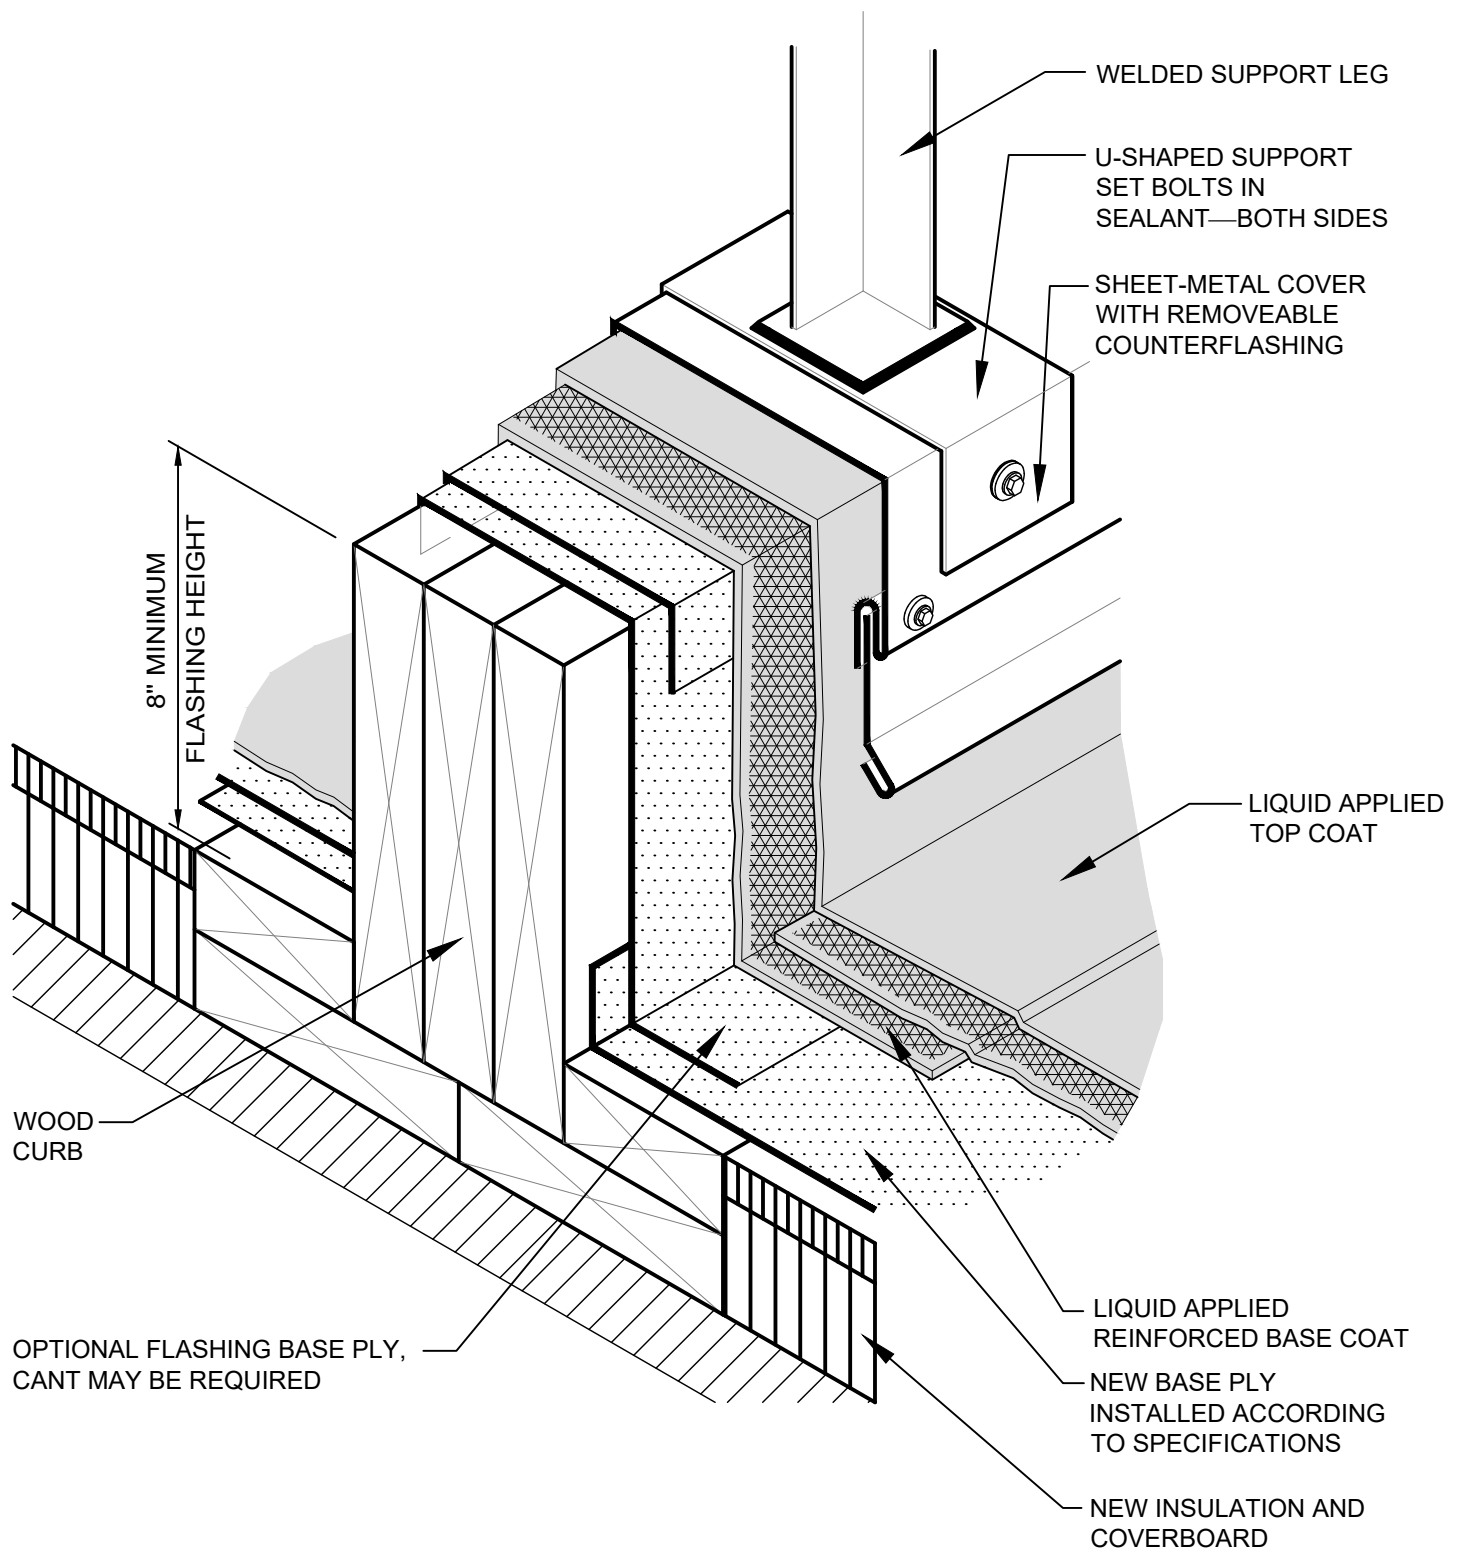 WELDED SUPPORT LEG
U-SHAPED SUPPORT
SET BOLTS IN
SEALANT—BOTH SIDES
SHEET-METAL COVER
WITH REMOVEABLE
COUNTERFLASHING
8" MINIMUM
FLASHING HEIGHT
LIQUID APPLIED
TOP COAT
WOOD
CURB
OPTIONAL FLASHING BASE PLY,
CANT MAY BE REQUIRED
LIQUID APPLIED
REINFORCED BASE COAT
NEW BASE PLY
INSTALLED ACCORDING
TO SPECIFICATIONS
NEW INSULATION AND
COVERBOARD